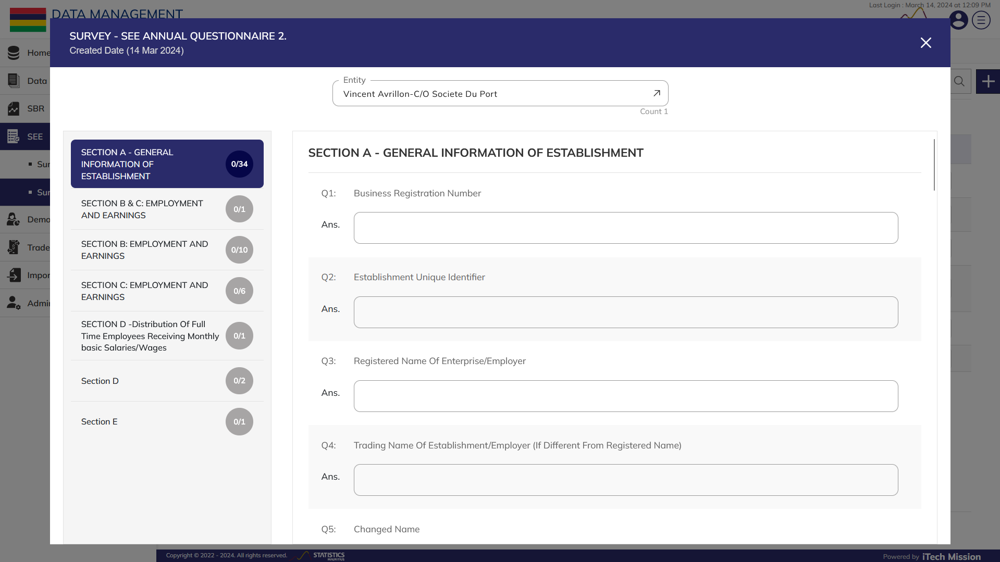 Last Login : March 14, 2024 at 12:09 PM
DATA MANAGEMENT
SURVEY - SEE ANNUAL QUESTIONNAIRE 2.
Created Date (14 Mar 2024)
Home
Data
SBR
SEE
Sur
Sur
Demo
Trade
Impor
Admin
Entity
Vincent Avrillon-C/O Societe Du Port
Count 1
SECTION A - GENERAL
INFORMATION OF
ESTABLISHMENT
0/34
SECTION B & C: EMPLOYMENT
AND EARNINGS
0/1
SECTION B: EMPLOYMENT AND
EARNINGS
0/10
SECTION C: EMPLOYMENT AND
EARNINGS
0/6
SECTION D -Distribution Of Full
Time Employees Receiving Monthly
basic Salaries/Wages
0/1
Section D
0/2
Section E
0/1
SECTION A - GENERAL INFORMATION OF ESTABLISHMENT
Q1: Business Registration Number
Ans.
Q2: Establishment Unique Identifier
Ans.
Q3: Registered Name Of Enterprise/Employer
Ans.
Q4: Trading Name Of Establishment/Employer (If Different From Registered Name)
Ans.
Q5: Changed Name
Copyright © 2022 - 2024. All rights reserved.
STATISTICS
MAURITIUS
Powered by iTech Mission